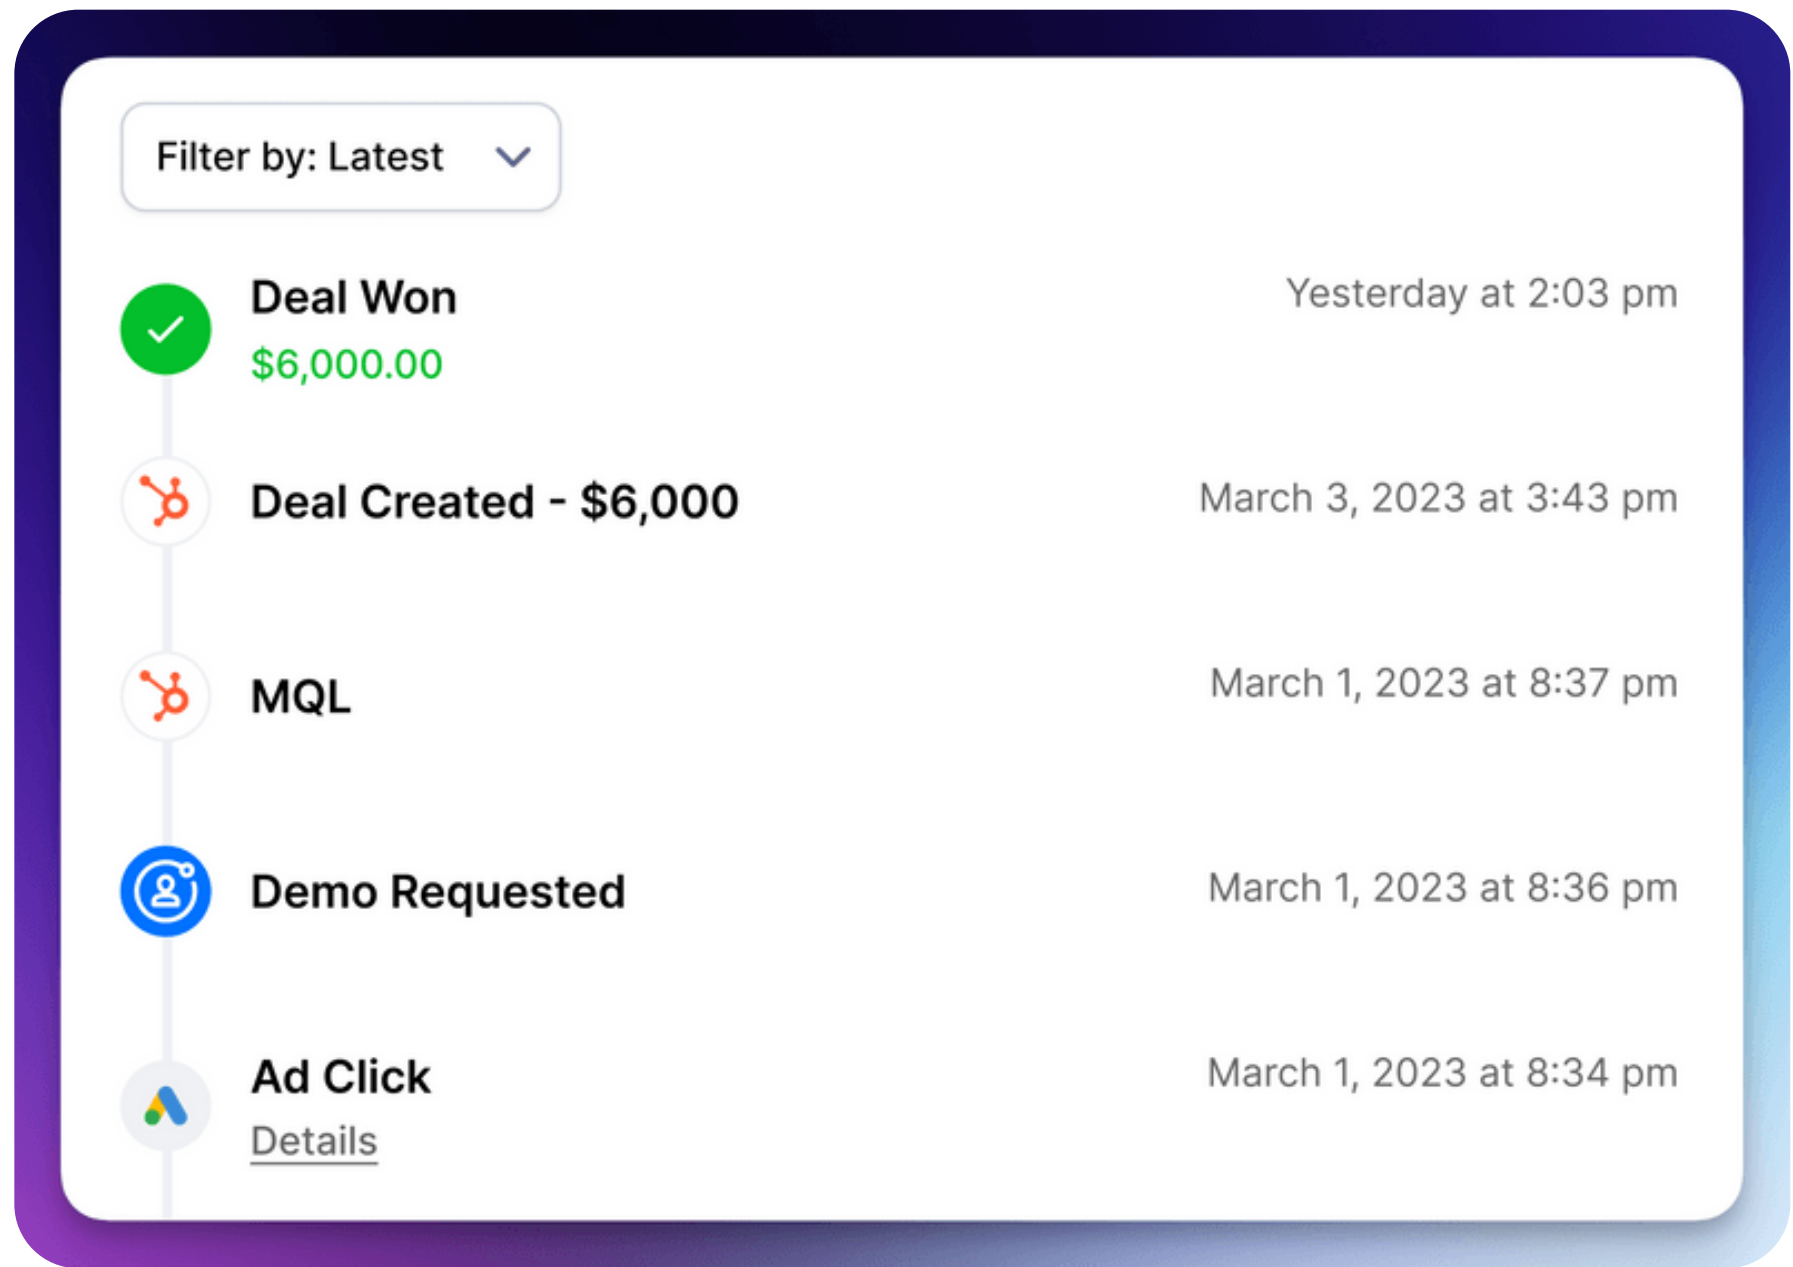 Filter by: Latest
Deal Won
Yesterday at 2:03 pm
$6,000.00
Deal Created - $6,000
March 3, 2023 at 3:43 pm
MQL
March 1, 2023 at 8:37 pm
Demo Requested
March 1, 2023 at 8:36 pm
Ad Click
March 1, 2023 at 8:34 pm
Details